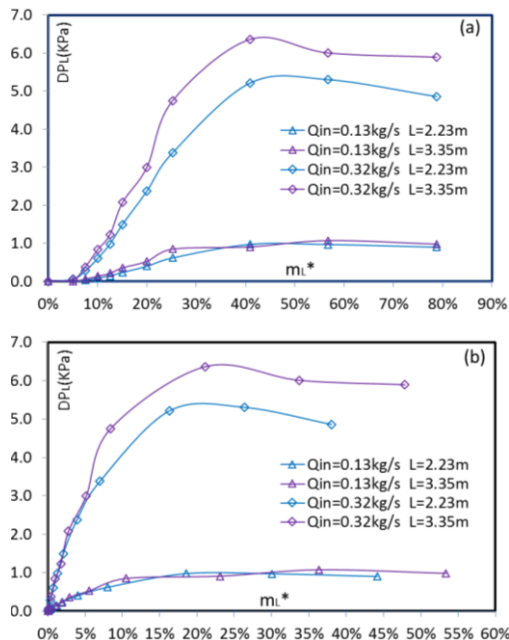 7.0
6.0
5.0
4.0
3.0
2.0
1.0
0.0
DPL(KPa)
(a)
Qin=0.13kg/s L=2.23m
Qin=0.13kg/s L=3.35m
Qin=0.32kg/s L=2.23m
Qin=0.32kg/s L=3.35m
mL*
0% 10% 20% 30% 40% 50% 60% 70% 80% 90%
7.0
6.0
5.0
4.0
3.0
2.0
1.0
0.0
DPL(KPa)
(b)
Qin=0.13kg/s L=2.23m
Qin=0.13kg/s L=3.35m
Qin=0.32kg/s L=2.23m
Qin=0.32kg/s L=3.35m
mL*
0% 5% 10% 15% 20% 25% 30% 35% 40% 45% 50% 55% 60%